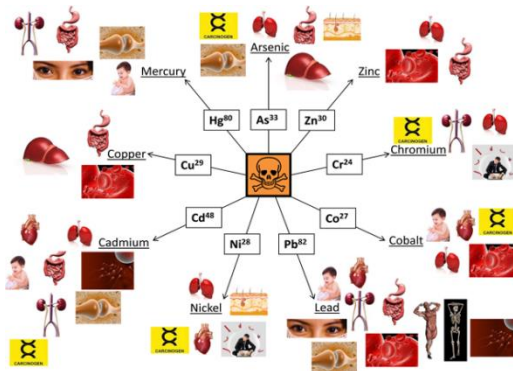 CARCINOGEN
Arsenic
Mercury
Zinc
Hg80
As33
Zn30
CARCINOGEN
Copper
Cu29
Cr24
Chromium
Cd48
Co27
CARCINOGEN
Cadmium
Ni28
Pb82
Cobalt
Nickel
Lead
CARCINOGEN
CARCINOGEN